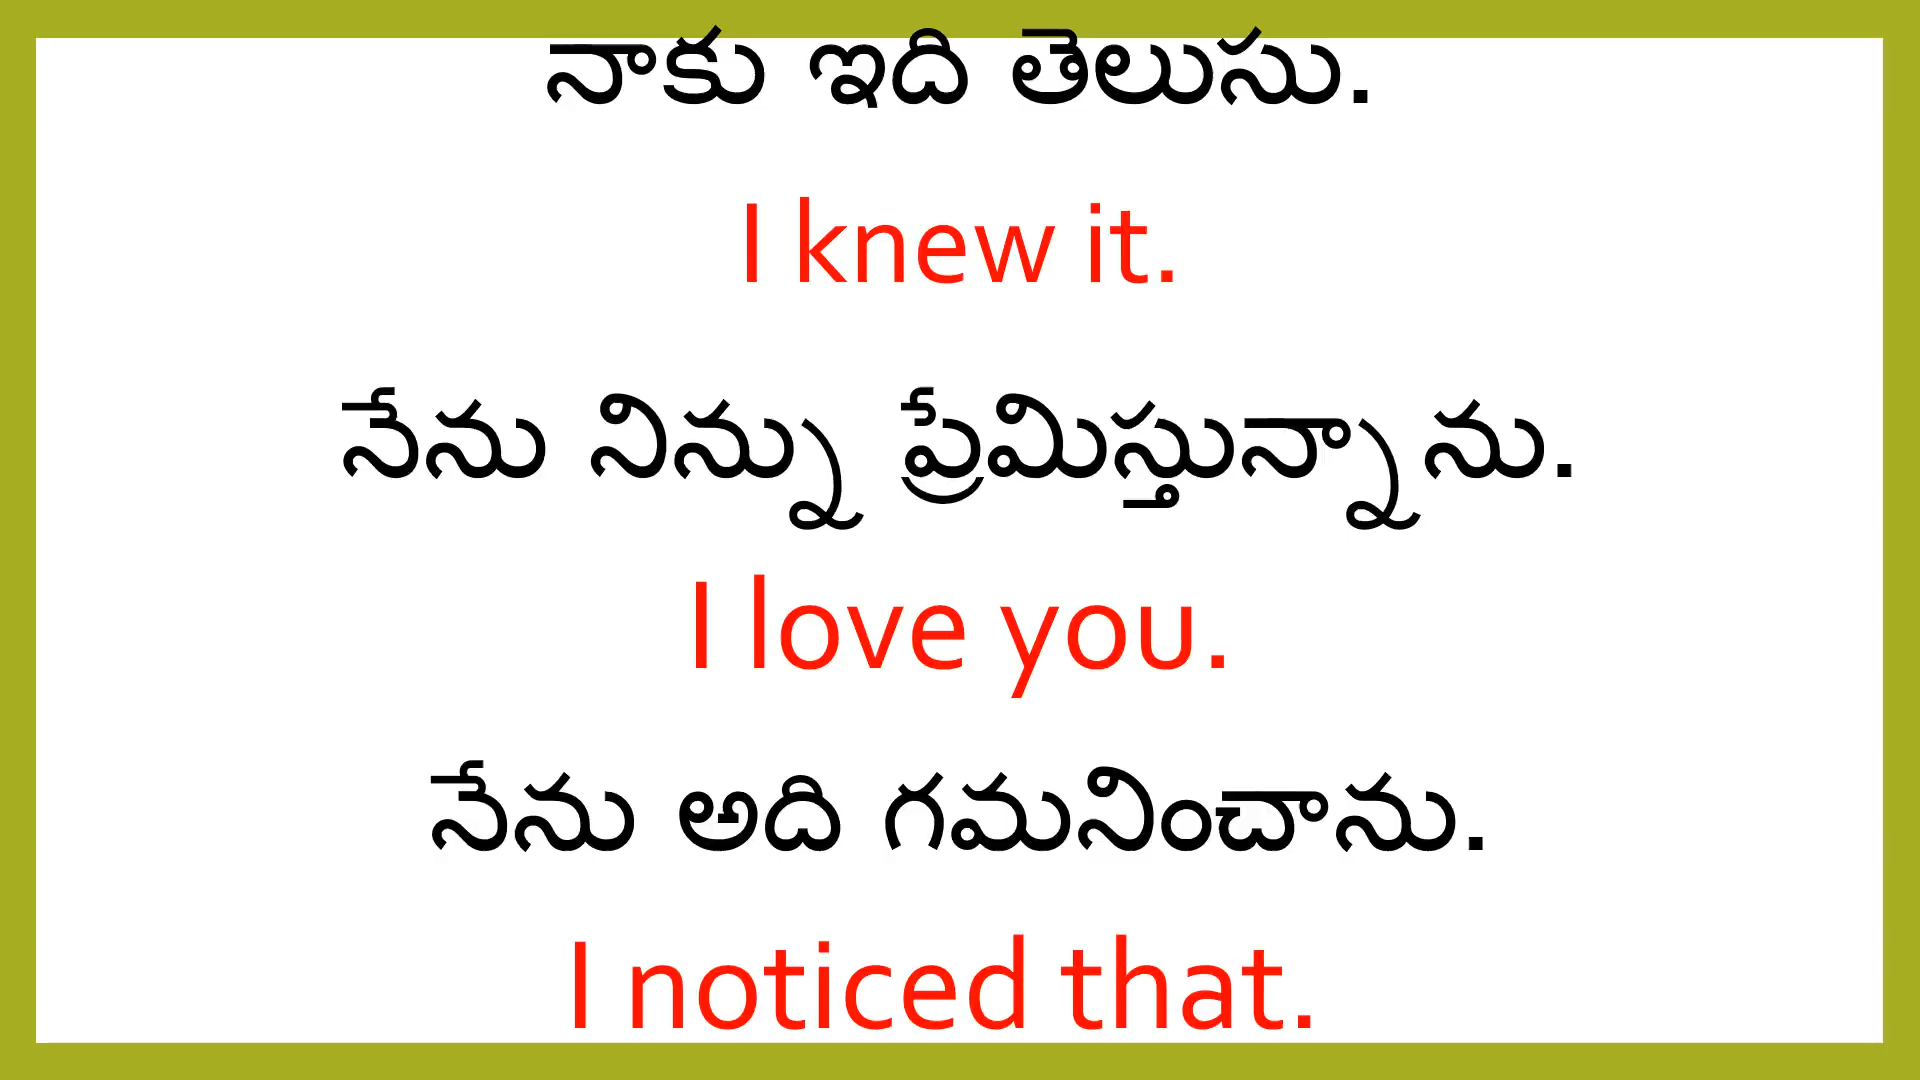 నాకు ఇది తెలుసు.
I knew it.
నేను నిన్ను ప్రేమిస్తున్నాను.
I love you.
నేను అది గమనించాను.
I noticed that.